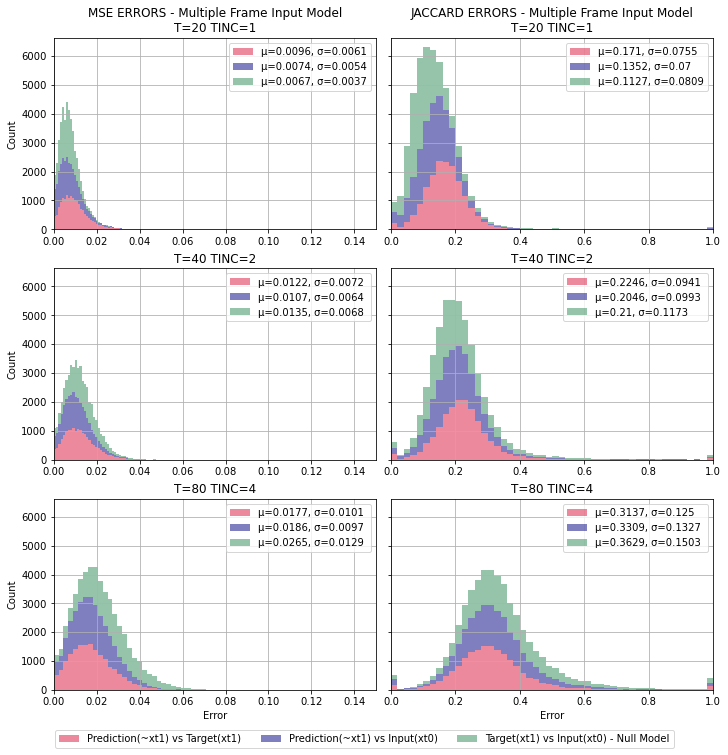 MSE ERRORS - Multiple Frame Input Model
T=20 TINC=1
JACCARD ERRORS - Multiple Frame Input Model
T=20 TINC=1
6000
5000
4000
3000
2000
1000
0
Count
μ=0.0096, σ=0.0061
μ=0.0074, σ=0.0054
μ=0.0067, σ=0.0037
0.00 0.02 0.04 0.06 0.08 0.10 0.12 0.14
μ=0.171, σ=0.0755
μ=0.1352, σ=0.07
μ=0.1127, σ=0.0809
0.0 0.2 0.4 0.6 0.8 1.0
T=40 TINC=2
6000
5000
4000
3000
2000
1000
0
Count
μ=0.0122, σ=0.0072
μ=0.0107, σ=0.0064
μ=0.0135, σ=0.0068
0.00 0.02 0.04 0.06 0.08 0.10 0.12 0.14
T=40 TINC=2
μ=0.2246, σ=0.0941
μ=0.2046, σ=0.0993
μ=0.21, σ=0.1173
0.0 0.2 0.4 0.6 0.8 1.0
T=80 TINC=4
6000
5000
4000
3000
2000
1000
0
Count
μ=0.0177, σ=0.0101
μ=0.0186, σ=0.0097
μ=0.0265, σ=0.0129
0.00 0.02 0.04 0.06 0.08 0.10 0.12 0.14
Error
T=80 TINC=4
μ=0.3137, σ=0.125
μ=0.3309, σ=0.1327
μ=0.3629, σ=0.1503
0.0 0.2 0.4 0.6 0.8 1.0
Error
Prediction(~xt1) vs Target(xt1) Prediction(~xt1) vs Input(xt0) Target(xt1) vs Input(xt0) - Null Model